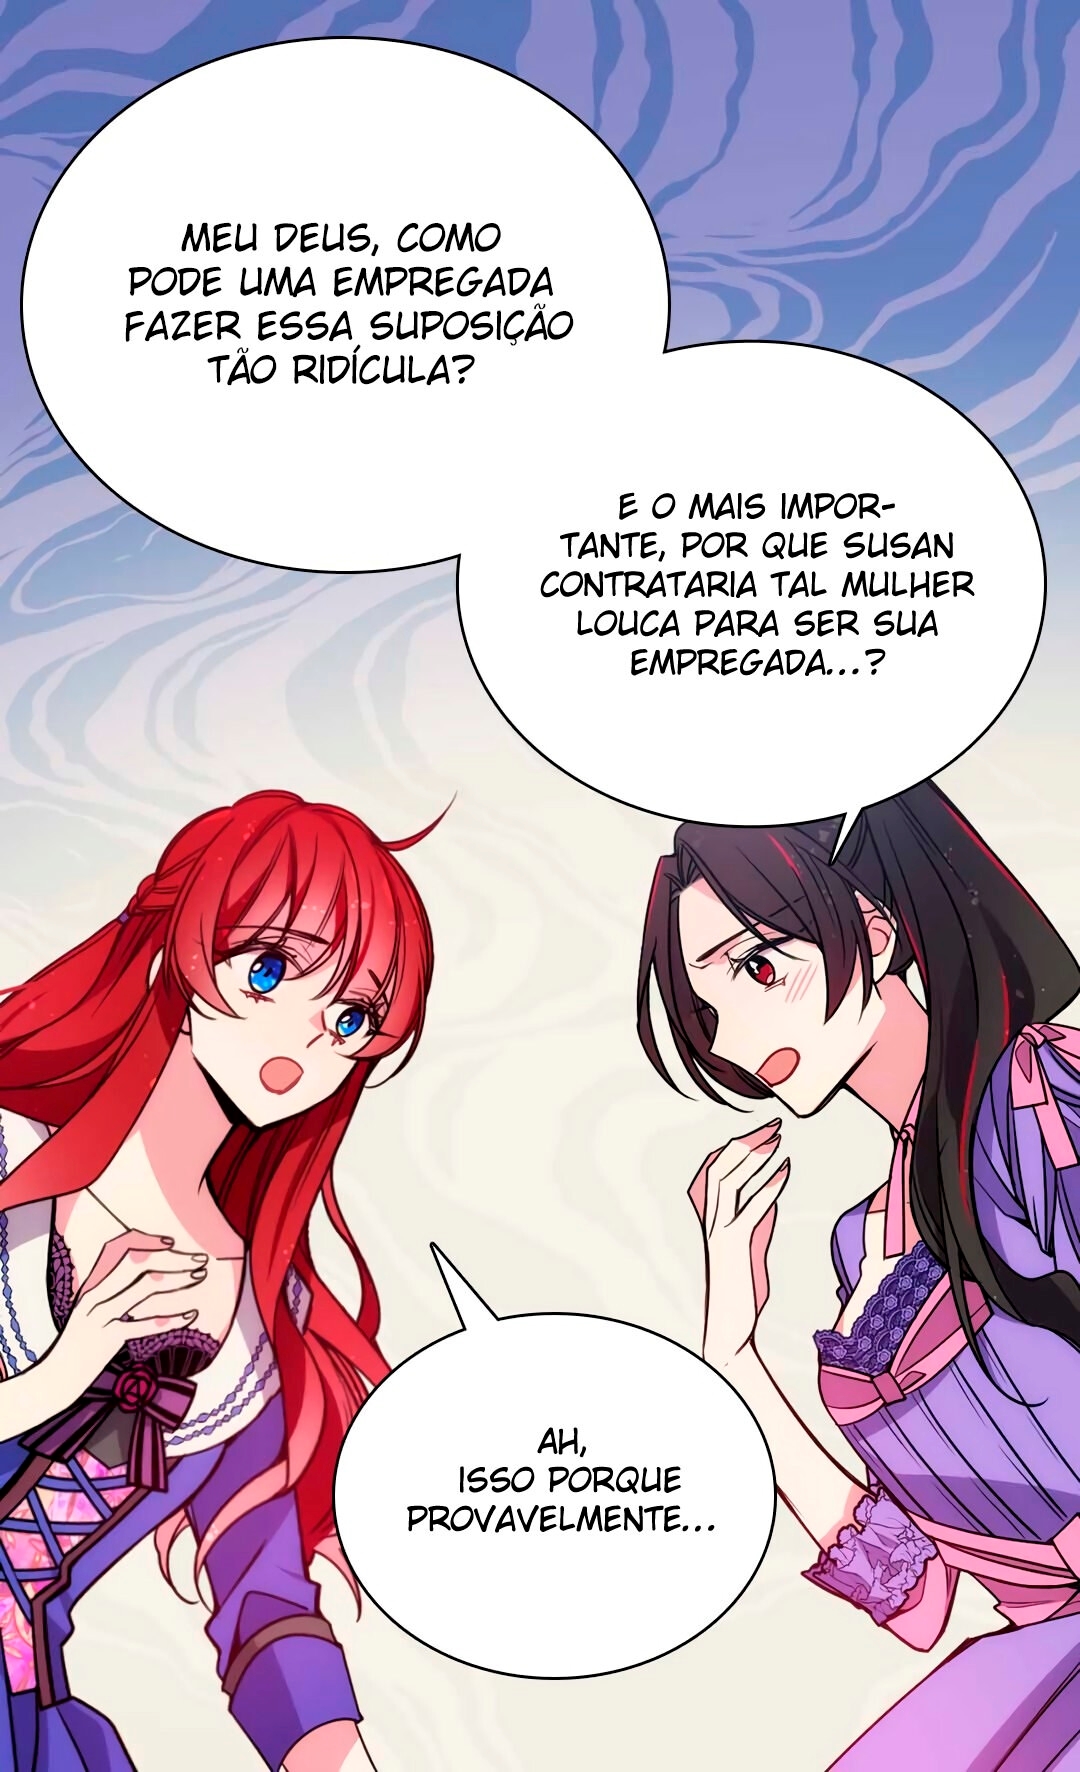 MEU DEUS, COMO
PODE UMA EMPREGADA
FAZER ESSA SUPOSIÇÃO
TÃO RIDÍCULA?
E O MAIS IMPOR-
TANTE, POR QUE SUSAN
CONTRATARIA TAL MULHER
LOUCA PARA SER SUA
EMPREGADA...?
AH,
ISSO PORQUE
PROVAVELMENTE...